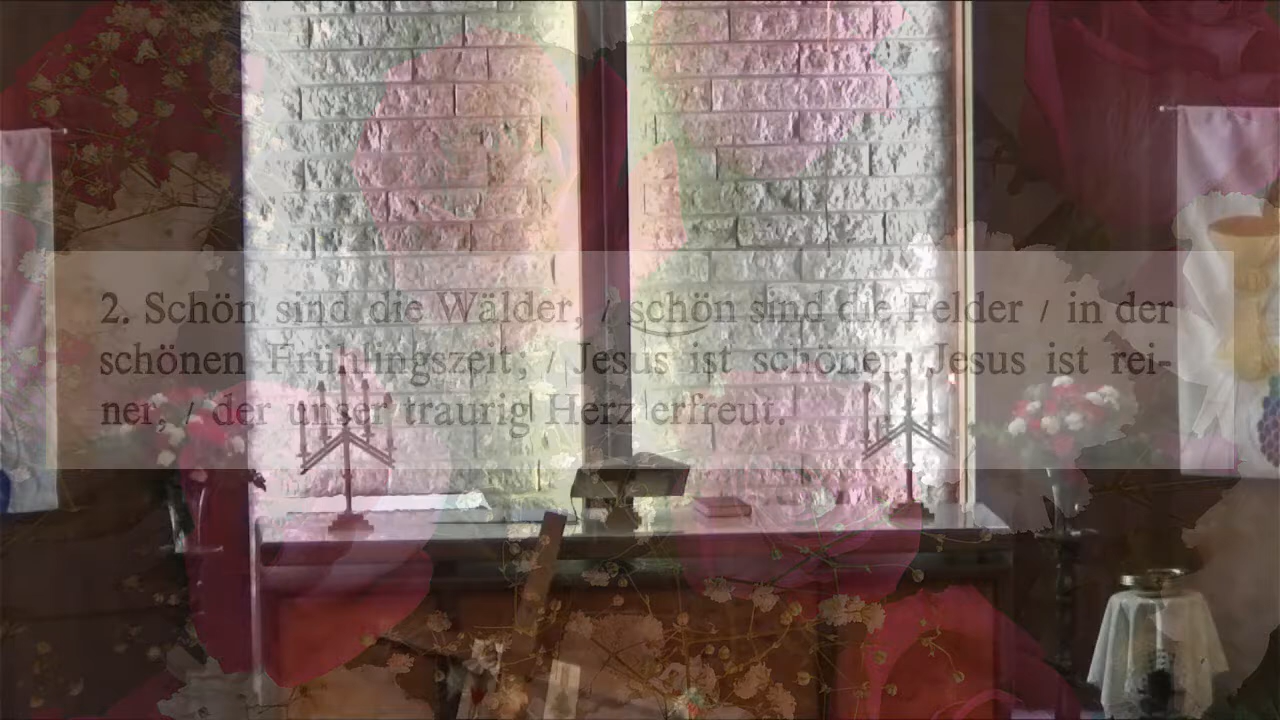 2. Schön sind die Wälder, / schön sind die Felder / in der
schönen Frühlingszeit; / Jesus ist schöner, Jesus ist rei-
ner, / der unser traurig Herz erfreut.